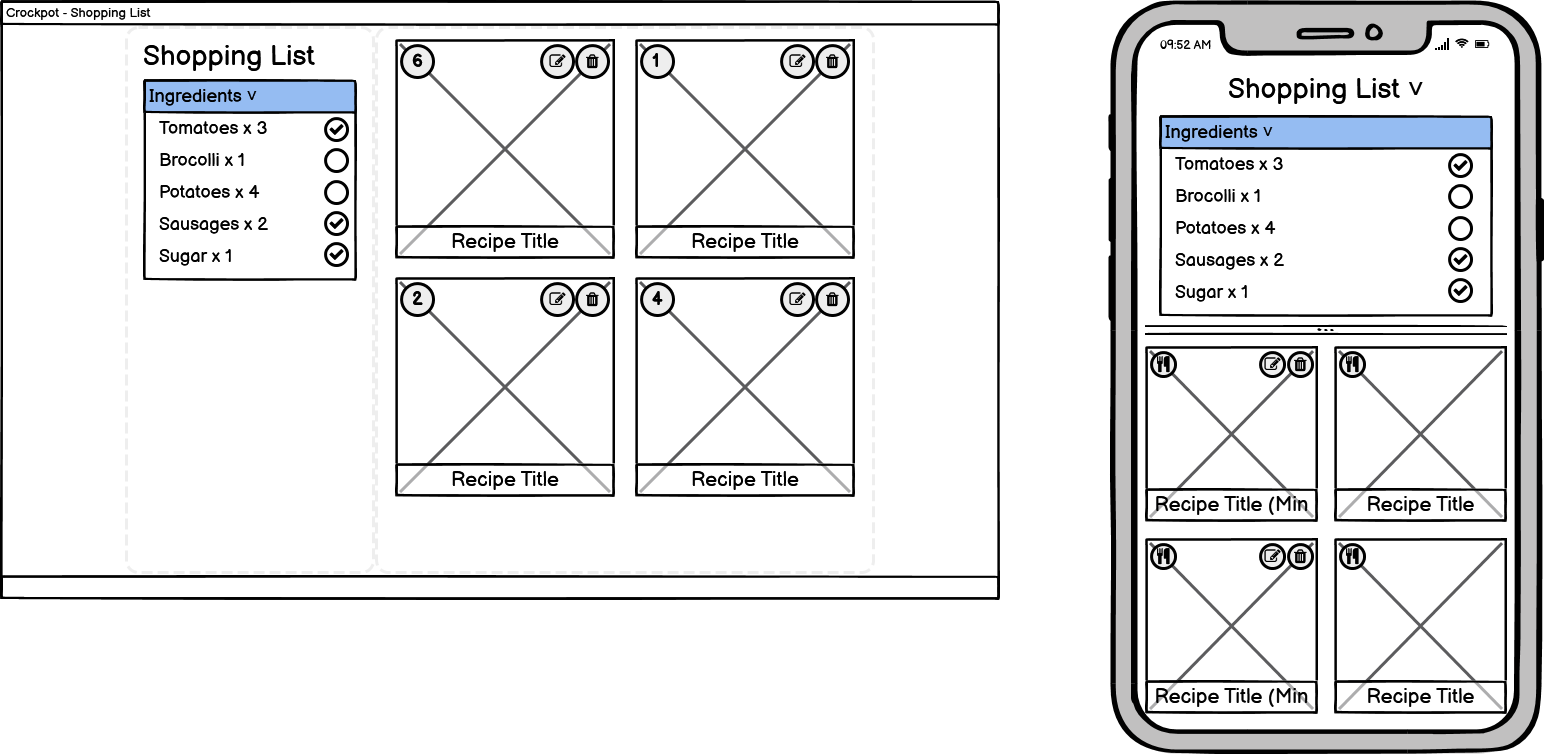 Crockpot - Shopping List
Shopping List
Ingredients ˅
Tomatoes x 3
Brocolli x 1
Potatoes x 4
Sausages x 2
Sugar x 1
6
1
Recipe Title
Recipe Title
2
4
Recipe Title
Recipe Title
09:52 AM
Shopping List ˅
Ingredients ˅
Tomatoes x 3
Brocolli x 1
Potatoes x 4
Sausages x 2
Sugar x 1
Recipe Title (Min
Recipe Title
Recipe Title (Min
Recipe Title